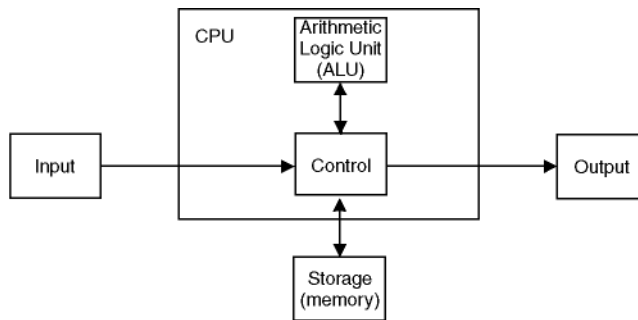 CPU
Arithmetic
Logic Unit
(ALU)
Input
Control
Output
Storage
(memory)